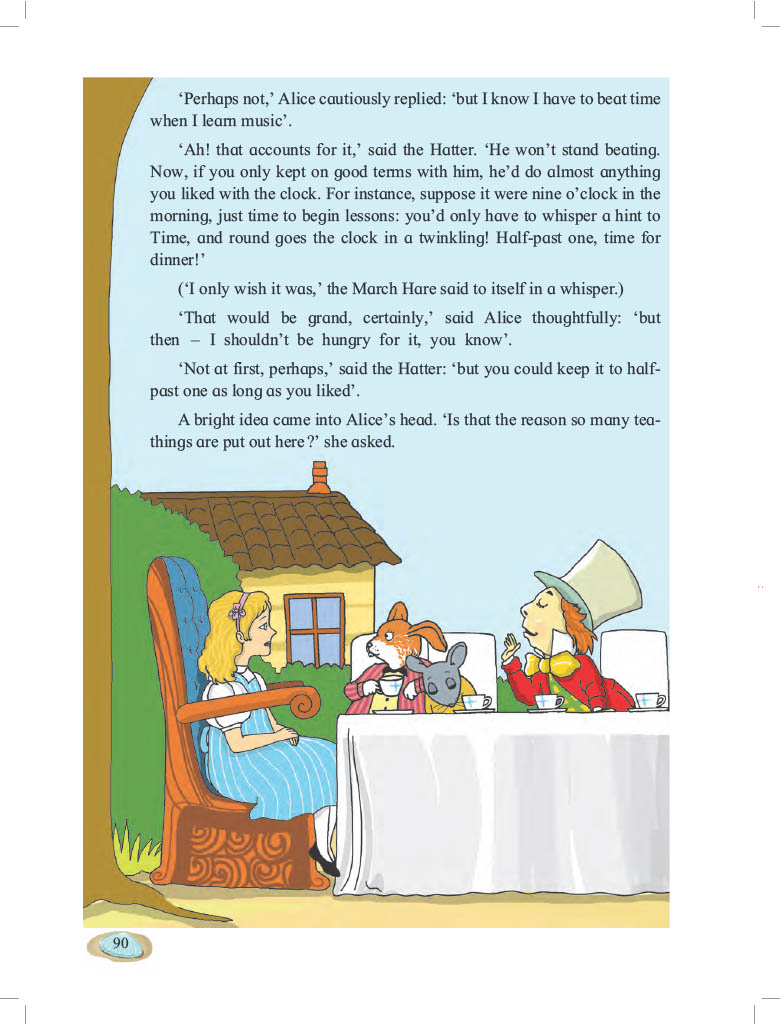 ‘Perhaps not,’ Alice cautiously replied: ‘but I know I have to beat time
when I learn music’.
‘Ah! that accounts for it,’ said the Hatter. ‘He won’t stand beating.
Now, if you only kept on good terms with him, he’d do almost anything
you liked with the clock. For instance, suppose it were nine o’clock in the
morning, just time to begin lessons: you’d only have to whisper a hint to
Time, and round goes the clock in a twinkling! Half-past one, time for
dinner!’
(‘I only wish it was,’ the March Hare said to itself in a whisper.)
‘That would be grand, certainly,’ said Alice thoughtfully: ‘but
then – I shouldn’t be hungry for it, you know’.
‘Not at first, perhaps,’ said the Hatter: ‘but you could keep it to half-
past one as long as you liked’.
A bright idea came into Alice’s head. ‘Is that the reason so many tea-
things are put out here?’ she asked.
90